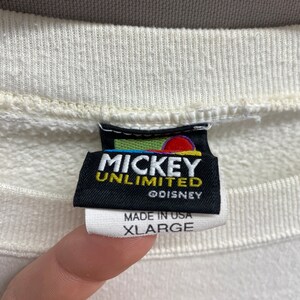 MICKEY
UNLIMITED
©DISNEY
MADE IN USA
XLARGE